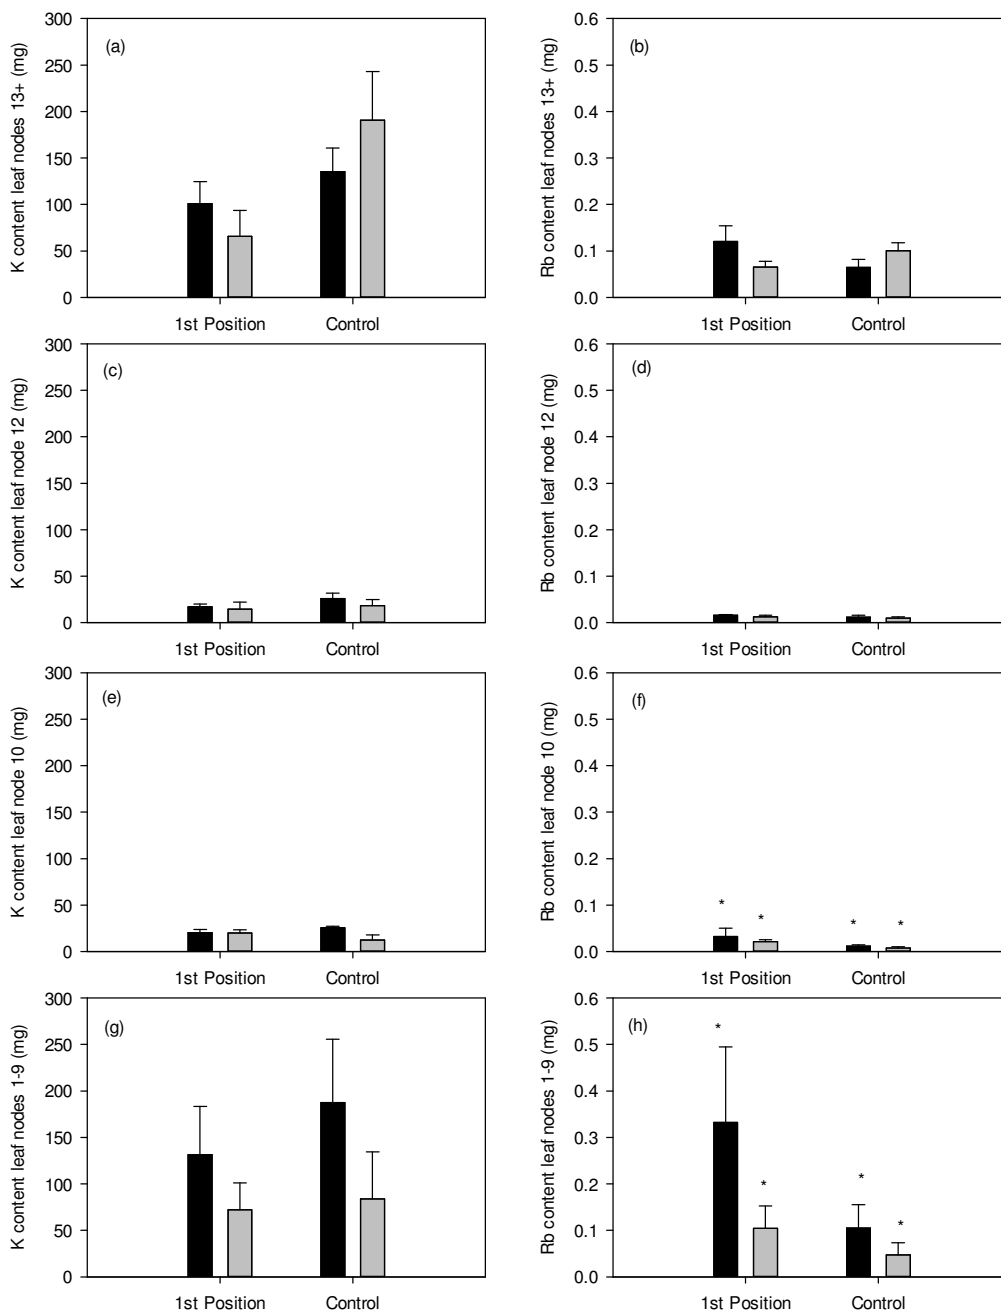 K content leaf nodes 13+ (mg)
300
250
200
150
100
50
0
(a)
1st Position
Control
Rb content leaf nodes 13+ (mg)
0.6
0.5
0.4
0.3
0.2
0.1
0.0
(b)
1st Position
Control
K content leaf node 12 (mg)
300
250
200
150
100
50
0
(c)
1st Position
Control
Rb content leaf node 12 (mg)
0.6
0.5
0.4
0.3
0.2
0.1
0.0
(d)
1st Position
Control
K content leaf node 10 (mg)
300
250
200
150
100
50
0
(e)
1st Position
Control
Rb content leaf node 10 (mg)
0.6
0.5
0.4
0.3
0.2
0.1
0.0
(f)
* * * *
1st Position
Control
K content leaf nodes 1-9 (mg)
300
250
200
150
100
50
0
(g)
1st Position
Control
Rb content leaf nodes 1-9 (mg)
0.6
0.5
0.4
0.3
0.2
0.1
0.0
(h)
* * * *
1st Position
Control